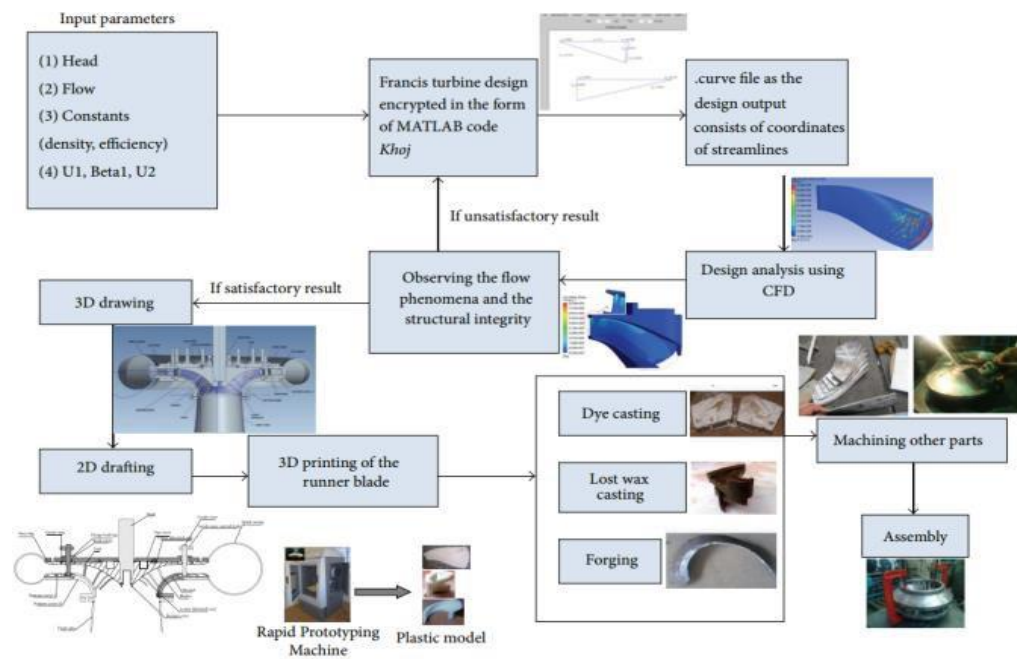 Input parameters
(1) Head
(2) Flow
(3) Constants
(density, efficiency)
(4) U1, Beta1, U2
Francis turbine design
encrypted in the form
of MATLAB code
Khoj
.curve file as the
design output
consists of coordinates
of streamlines
If unsatisfactory result
Design analysis using
CFD
Observing the flow
phenomena and the
structural integrity
If satisfactory result
3D drawing
2D drafting
3D printing of the
runner blade
Dye casting
Lost wax
casting
Forging
Machining other parts
Assembly
Rapid Prototyping
Machine
Plastic model